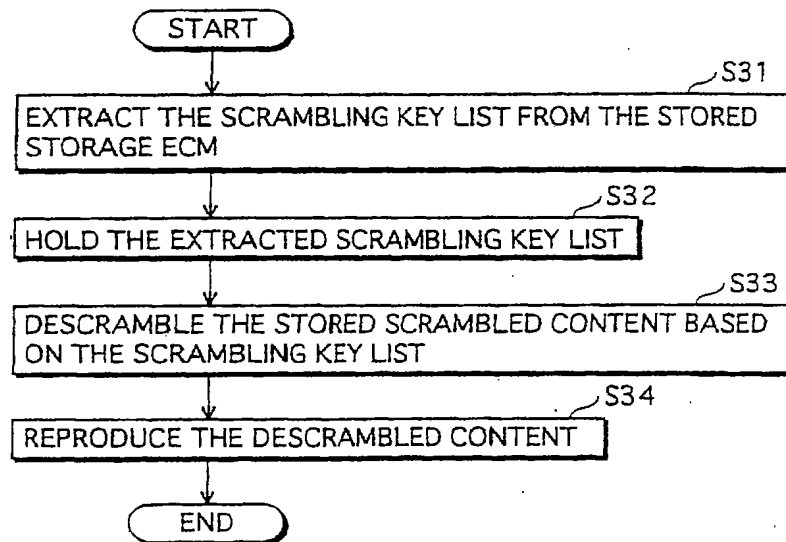 START
S31
EXTRACT THE SCRAMBLING KEY LIST FROM THE STORED
STORAGE ECM
S32
HOLD THE EXTRACTED SCRAMBLING KEY LIST
S33
DESCRAMBLE THE STORED SCRAMBLED CONTENT BASED
ON THE SCRAMBLING KEY LIST
S34
REPRODUCE THE DESCRAMBLED CONTENT
END